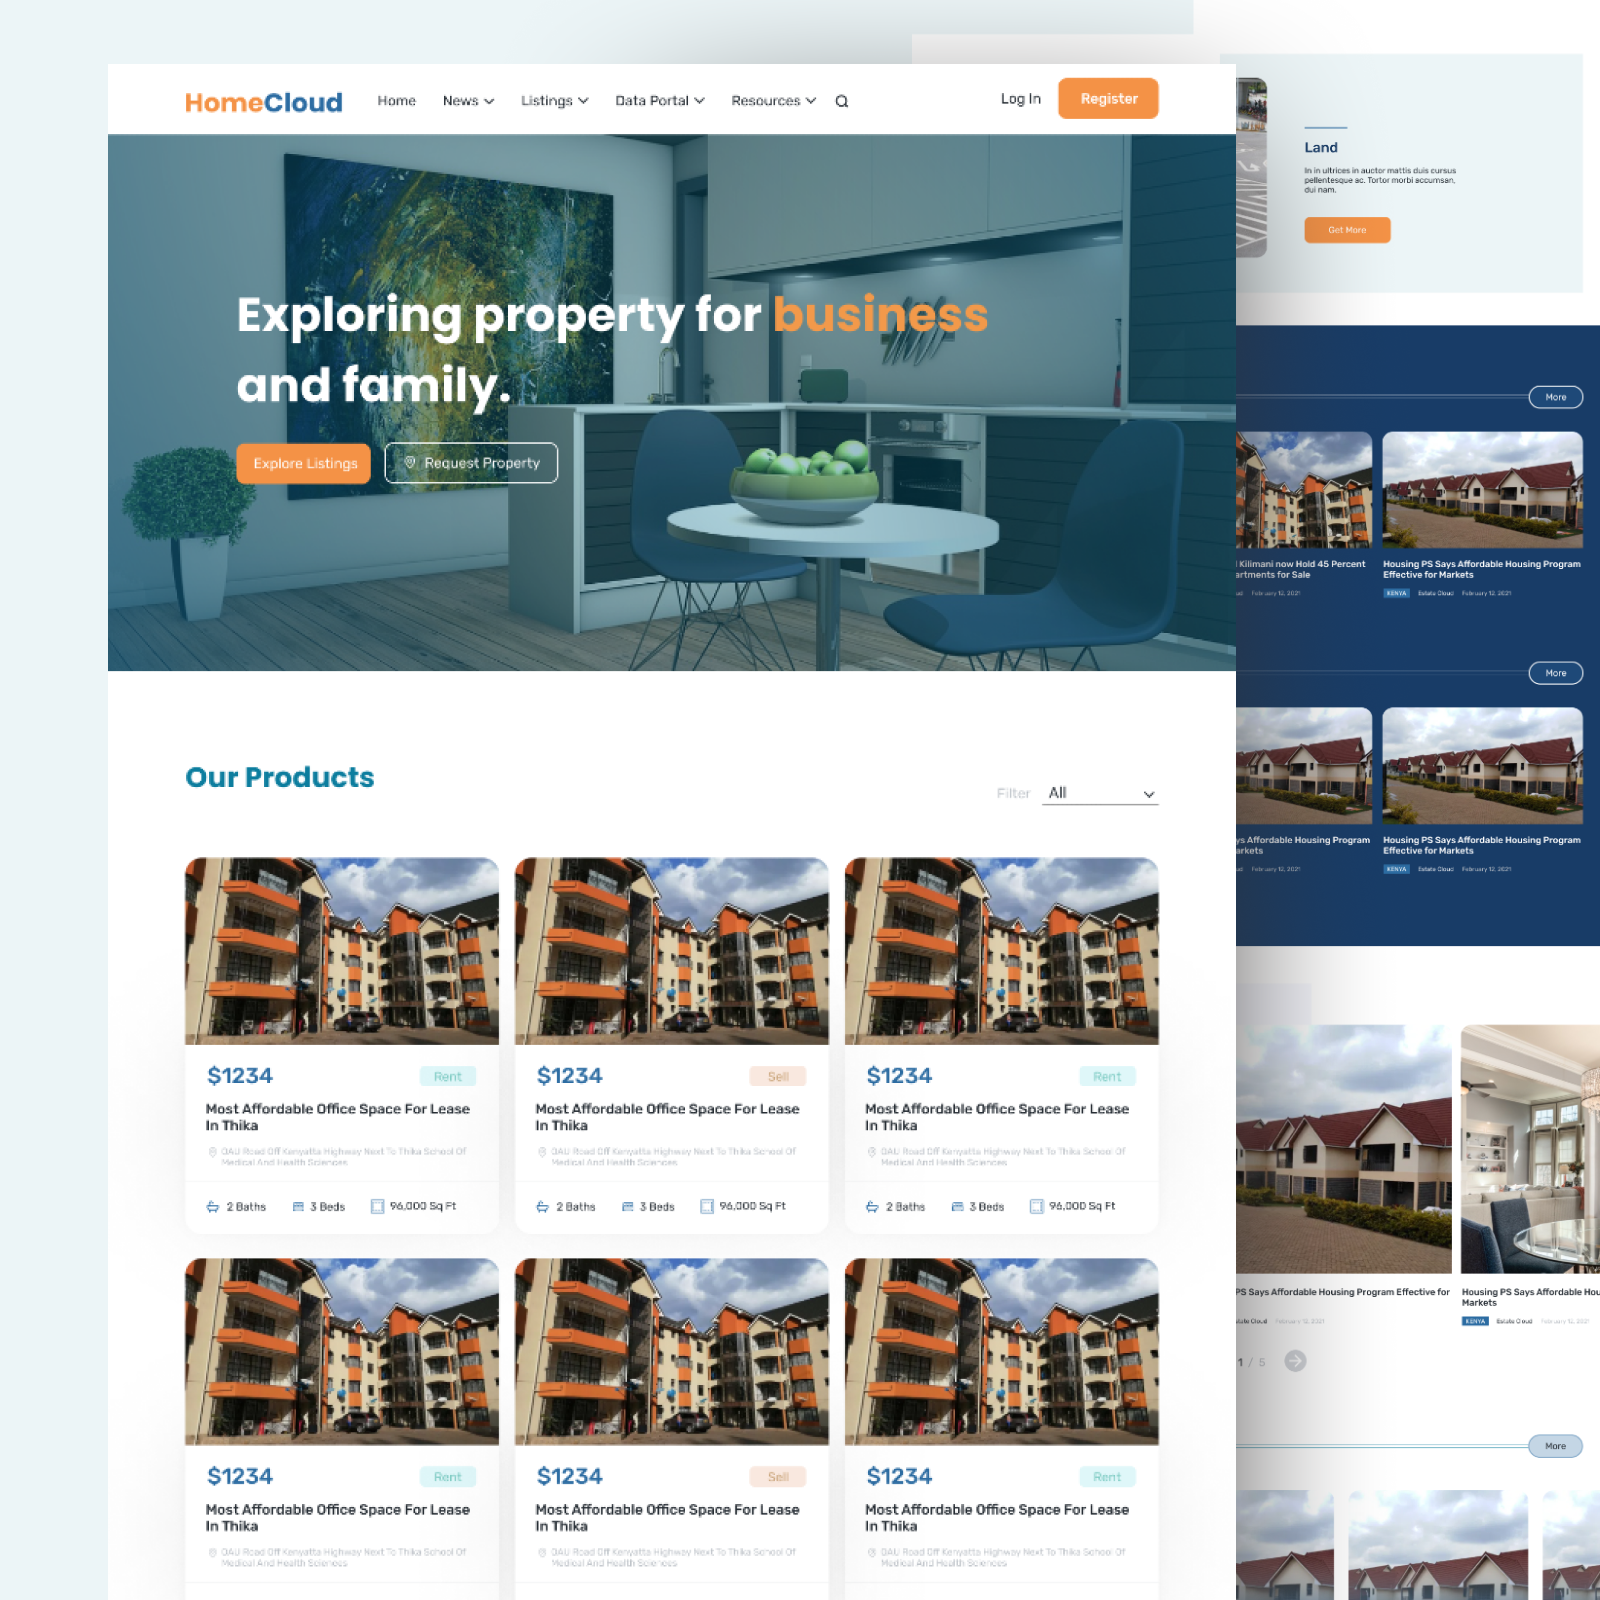 HomeCloud
Home
News
Listings
Data Portal
Resources
Log In
Register
Exploring property for business
and family.
Explore Listings
Request Property
Our Products
Filter
All
$1234
Rent
Most Affordable Office Space For Lease
In Thika
OAU Road Off Kenyatta Highway Next To Thika School Of
Medical And Health Sciences
2 Baths
3 Beds
96,000 Sq Ft
$1234
Sell
Most Affordable Office Space For Lease
In Thika
OAU Road Off Kenyatta Highway Next To Thika School Of
Medical And Health Sciences
2 Baths
3 Beds
96,000 Sq Ft
$1234
Rent
Most Affordable Office Space For Lease
In Thika
OAU Road Off Kenyatta Highway Next To Thika School Of
Medical And Health Sciences
2 Baths
3 Beds
96,000 Sq Ft
$1234
Rent
Most Affordable Office Space For Lease
In Thika
OAU Road Off Kenyatta Highway Next To Thika School Of
Medical And Health Sciences
$1234
Sell
Most Affordable Office Space For Lease
In Thika
OAU Road Off Kenyatta Highway Next To Thika School Of
Medical And Health Sciences
$1234
Rent
Most Affordable Office Space For Lease
In Thika
OAU Road Off Kenyatta Highway Next To Thika School Of
Medical And Health Sciences
Land
In in ultrices in auctor mattis duis cursus
pellentesque ac. Tortor morbi accumsan,
dui nam.
Get More
More
Kilimani now Hold 45 Percent
artments for Sale
February 12, 2021
Housing PS Says Affordable Housing Program
Effective for Markets
KENYA
Estate Cloud
February 12, 2021
More
ys Affordable Housing Program
arkets
February 12, 2021
Housing PS Says Affordable Housing Program
Effective for Markets
KENYA
Estate Cloud
February 12, 2021
PS Says Affordable Housing Program Effective for
state Cloud
February 12, 2021
Housing PS Says Affordable Hou
Markets
KENYA
Estate Cloud
February 12, 2021
1 / 5
More